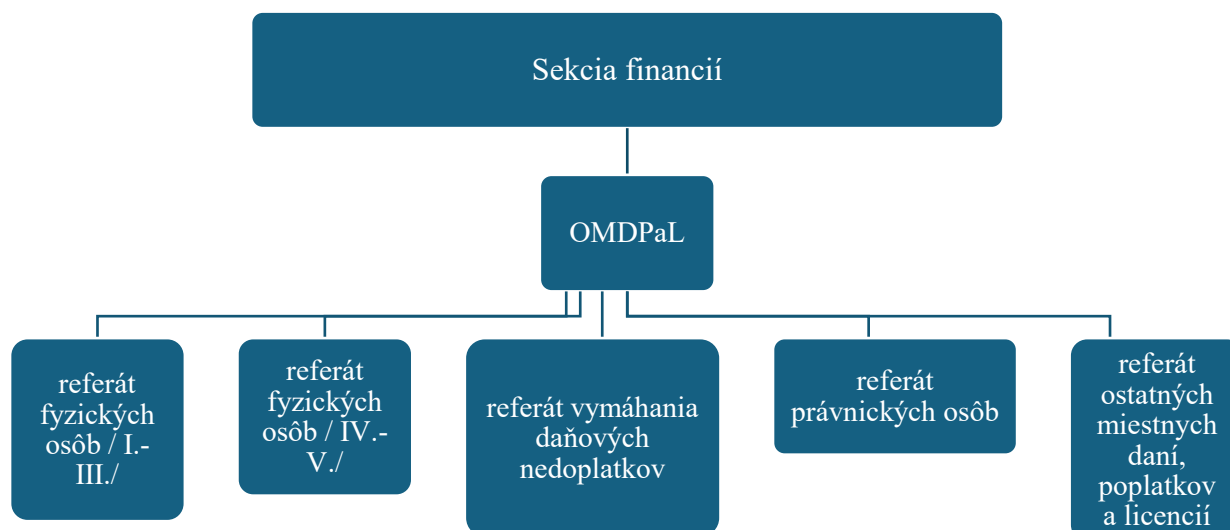 Sekcia financií
OMDPaL
referát
fyzických
osôb / I.-
III./
referát
fyzických
osôb / IV.-
V./
referát vymáhania
daňových
nedoplatkov
referát
právnických osôb
referát
ostatných
miestnych
daní,
poplatkov
a licencií